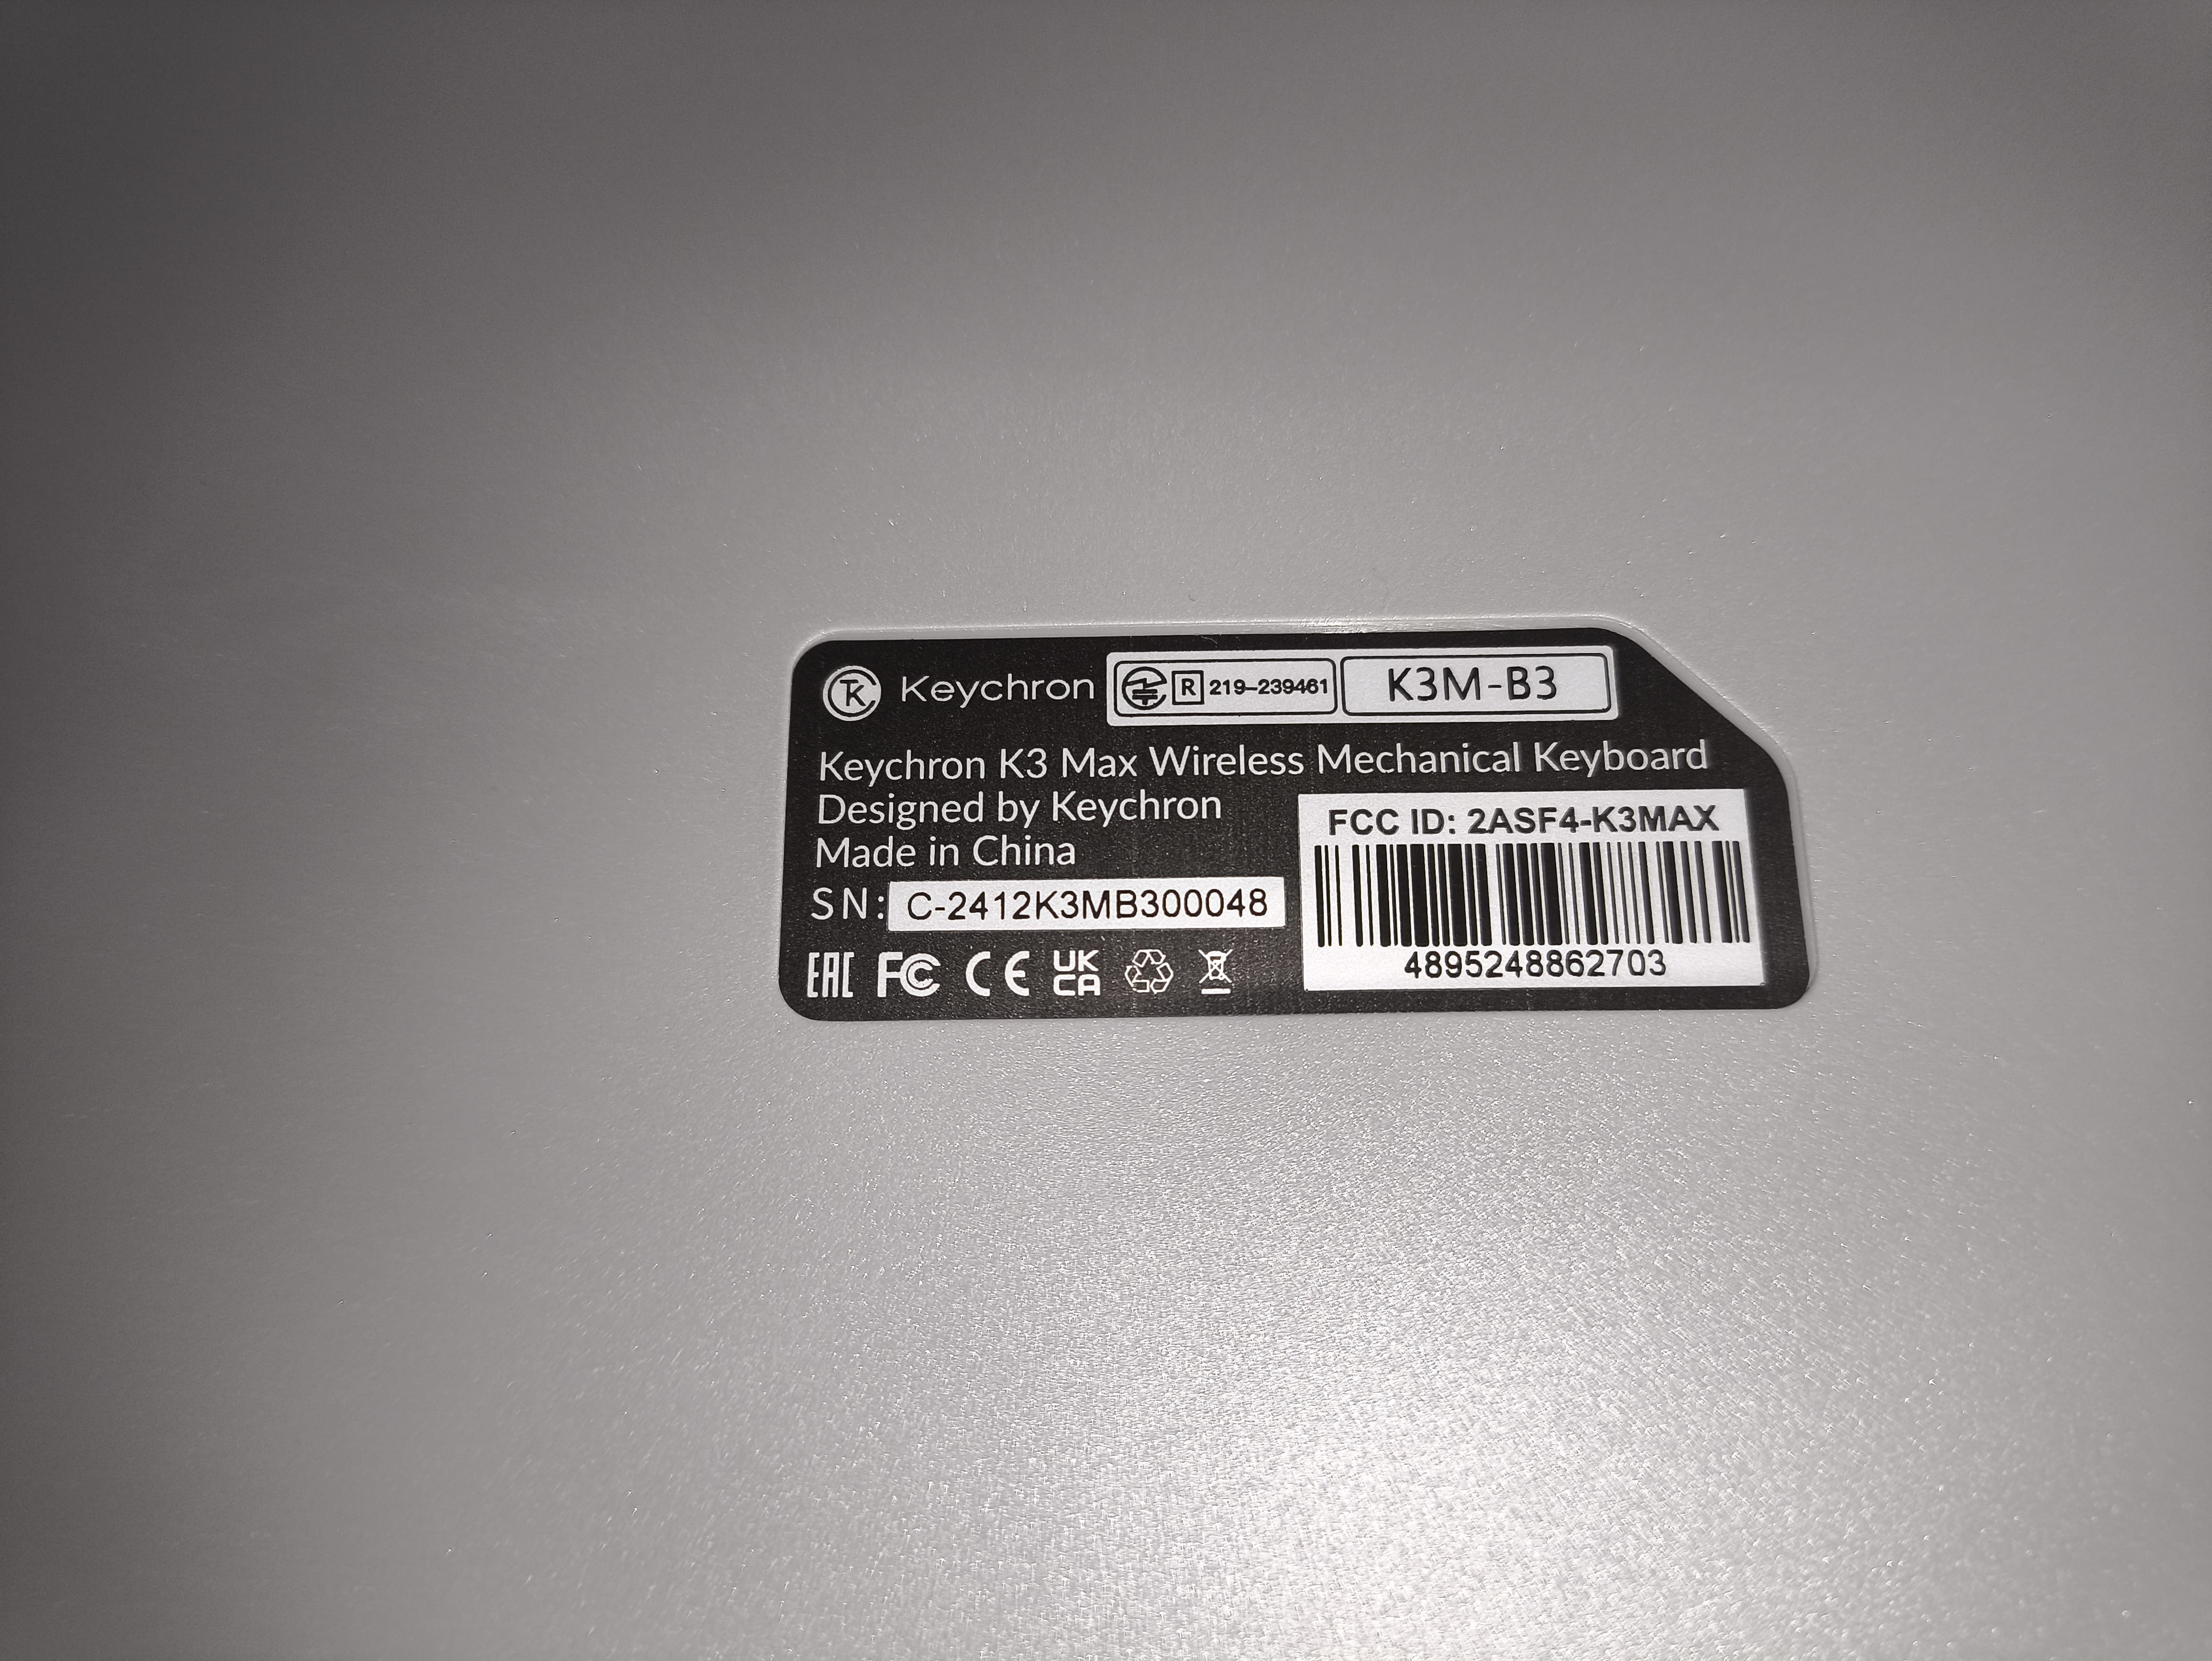 Keychron R 219-239461 K3M-B3
Keychron K3 Max Wireless Mechanical Keyboard
Designed by Keychron
Made in China
SN: C-2412K3MB300048
EAC FC CE UK CA
FCC ID: 2ASF4-K3MAX
4895248862703